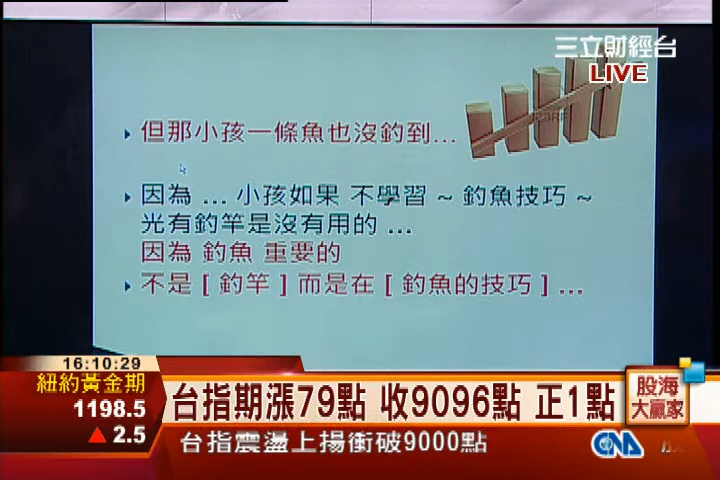 三立財經台
LIVE
但那小孩一條魚也沒釣到...
因為 ... 小孩如果 不學習 ~ 釣魚技巧 ~
光有釣竿是沒有用的 ...
因為 釣魚 重要的
不是 [ 釣竿 ] 而是在 [ 釣魚的技巧 ] ...
16:10:29
紐約黃金期
1198.5
▲2.5
台指期漲79點 收9096點 正1點
股海
大贏家
台指震盪上揚衝破9000點
CNA